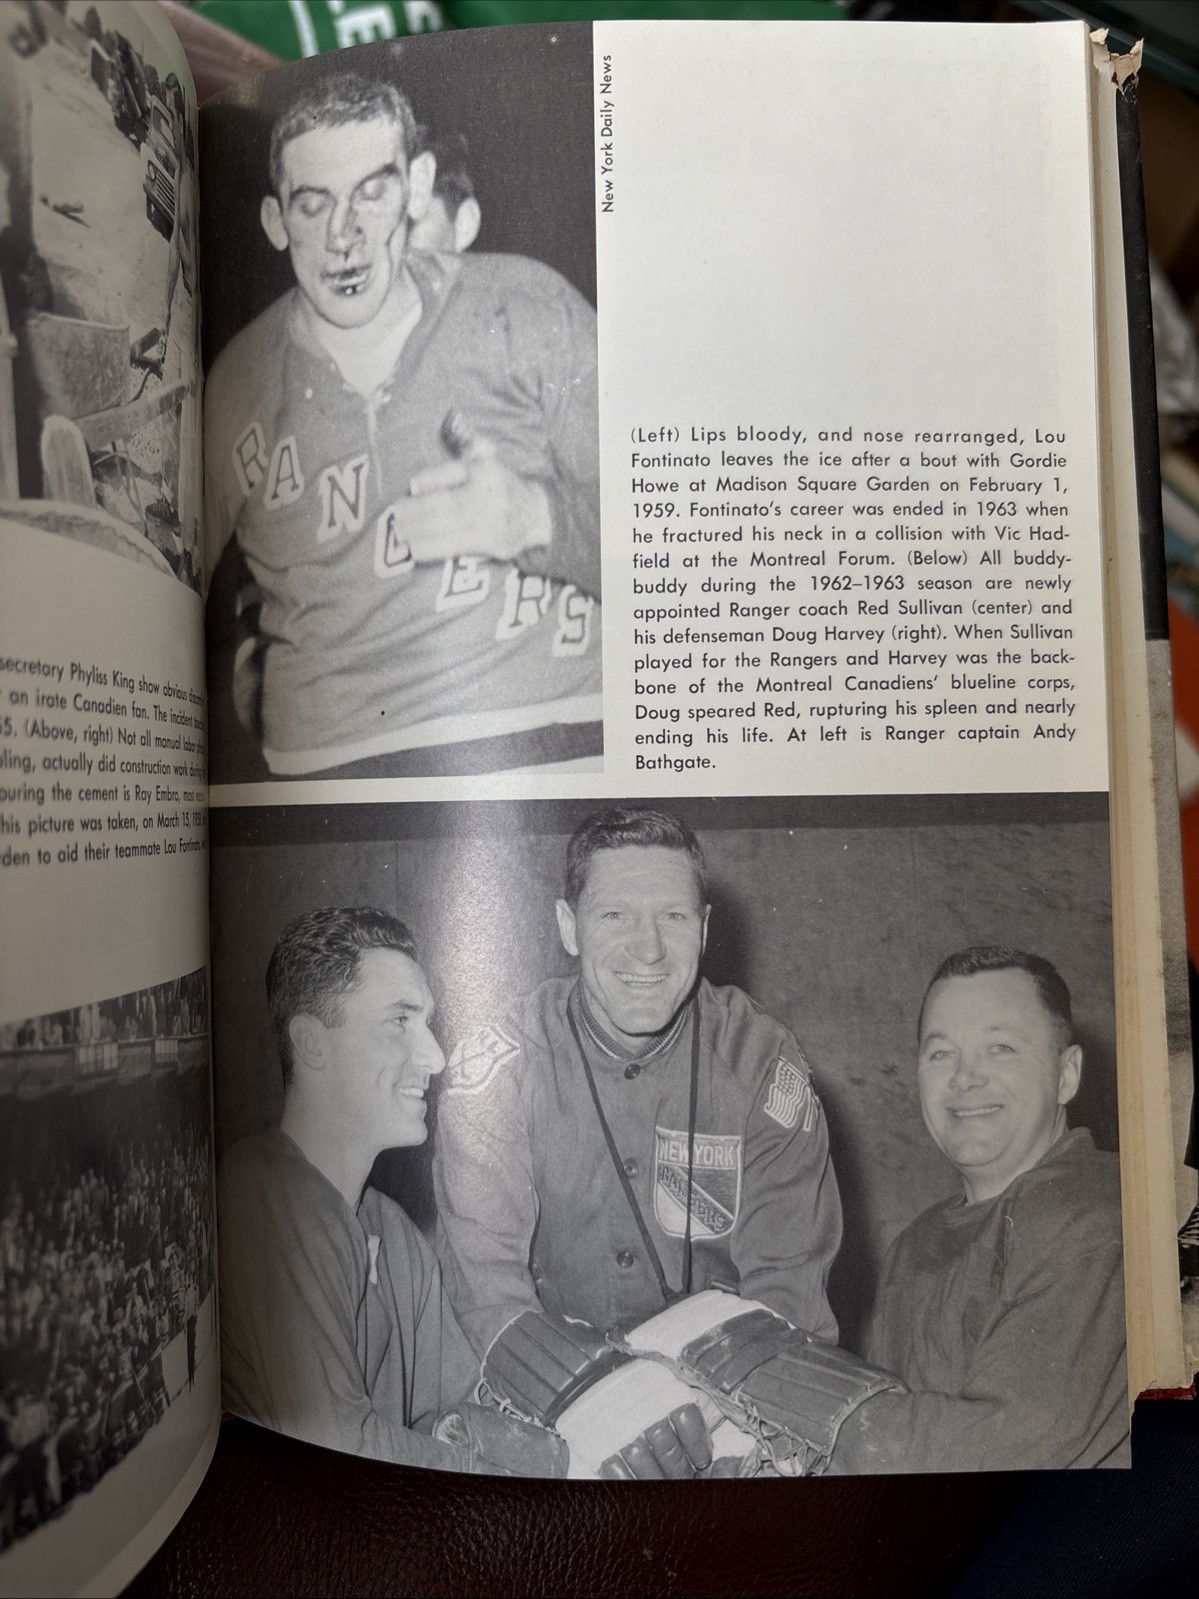 secretary Phyliss King show obvious
an irate Canadien fan. The incident
(Above, right) Not all manual labor
actually did construction work during
the cement is Ray Embro, most
his picture was taken, on March 15,
to aid their teammate Lou Fontinato,
New York Daily News
RANGERS
(Left) Lips bloody, and nose rearranged, Lou
Fontinato leaves the ice after a bout with Gordie
Howe at Madison Square Garden on February 1,
1959. Fontinato's career was ended in 1963 when
he fractured his neck in a collision with Vic Had-
field at the Montreal Forum. (Below) All buddy-
buddy during the 1962–1963 season are newly
appointed Ranger coach Red Sullivan (center) and
his defenseman Doug Harvey (right). When Sullivan
played for the Rangers and Harvey was the back-
bone of the Montreal Canadiens' blueline corps,
Doug speared Red, rupturing his spleen and nearly
ending his life. At left is Ranger captain Andy
Bathgate.
NEW YORK
RANGERS